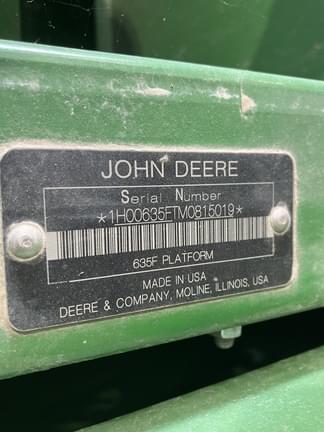 JOHN DEERE
Serial Number
*1H00635FTM0815019*
635F PLATFORM
MADE IN USA
DEERE & COMPANY, MOLINE, ILLINOIS, USA